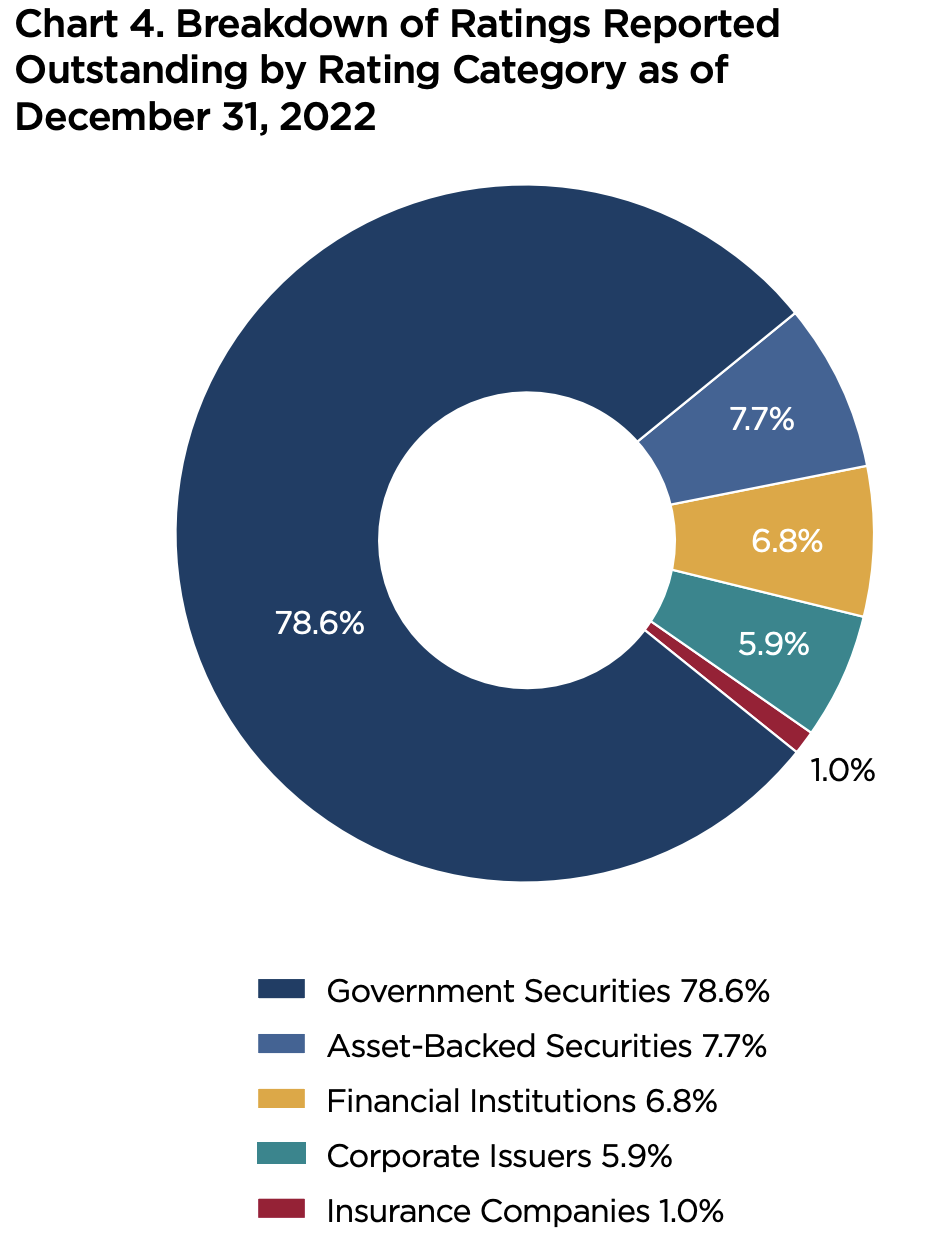 Chart 4. Breakdown of Ratings Reported
Outstanding by Rating Category as of
December 31, 2022
7.7%
6.8%
78.6%
5.9%
1.0%
Government Securities 78.6%
Asset-Backed Securities 7.7%
Financial Institutions 6.8%
Corporate Issuers 5.9%
Insurance Companies 1.0%